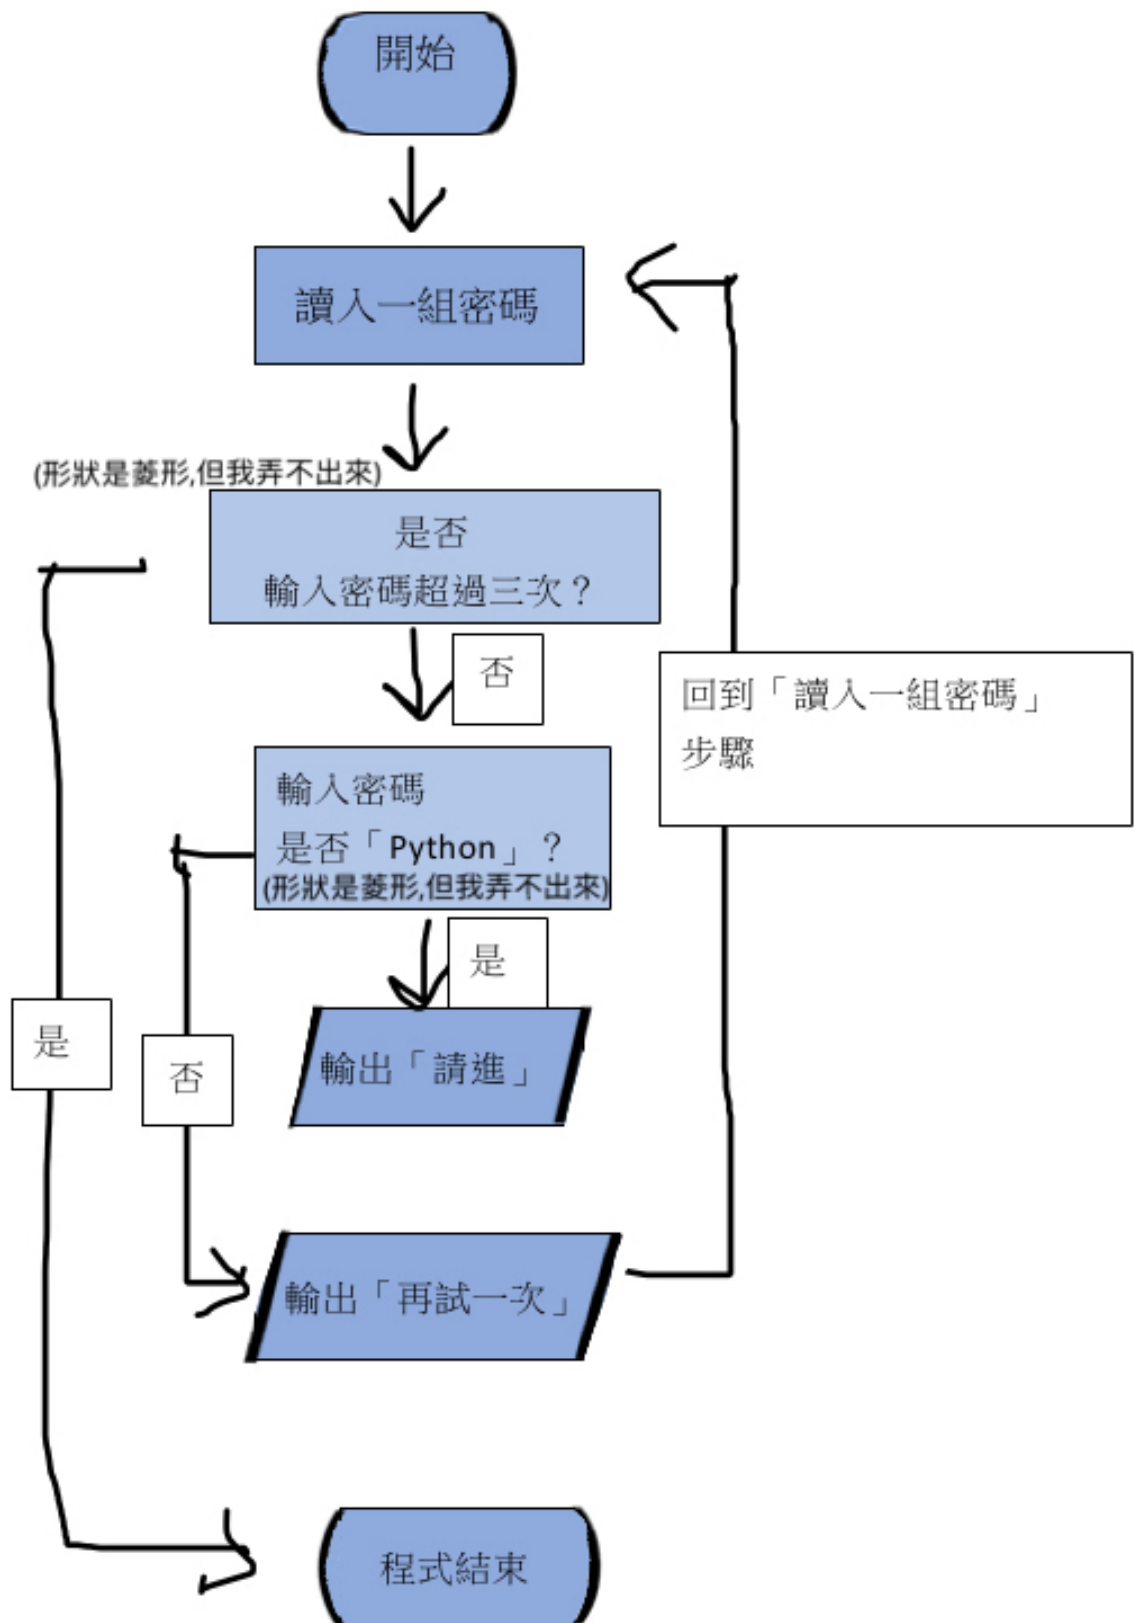 開始
讀入一組密碼
(形狀是菱形,但我弄不出來)
是否
輸入密碼超過三次？
否
回到「讀入一組密碼」
步驟
輸入密碼
是否「Python」？
(形狀是菱形,但我弄不出來)
是
輸出「請進」
是
否
輸出「再試一次」
程式結束